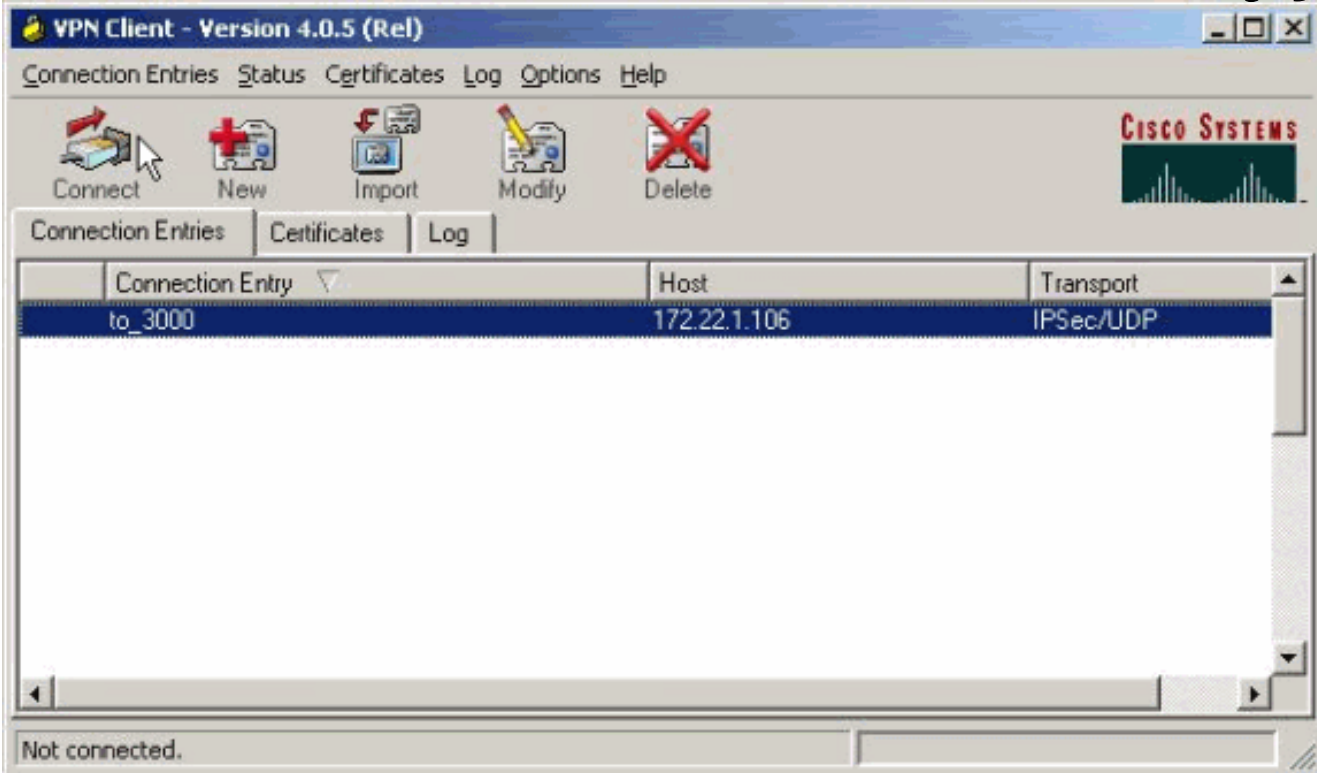 VPN Client - Version 4.0.5 (Rel)
Connection Entries Status Certificates Log Options Help
Connect New Import Modify Delete
CISCO SYSTEMS
Connection Entries Certificates Log
Connection Entry Host Transport
to_3000 172.22.1.106 IPSec/UDP
Not connected.